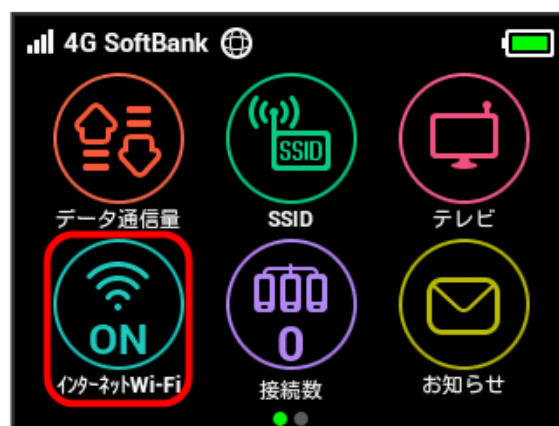 4G SoftBank
データ通信量
SSID
SSID
テレビ
ON
インターネットWi-Fi
0
接続数
お知らせ